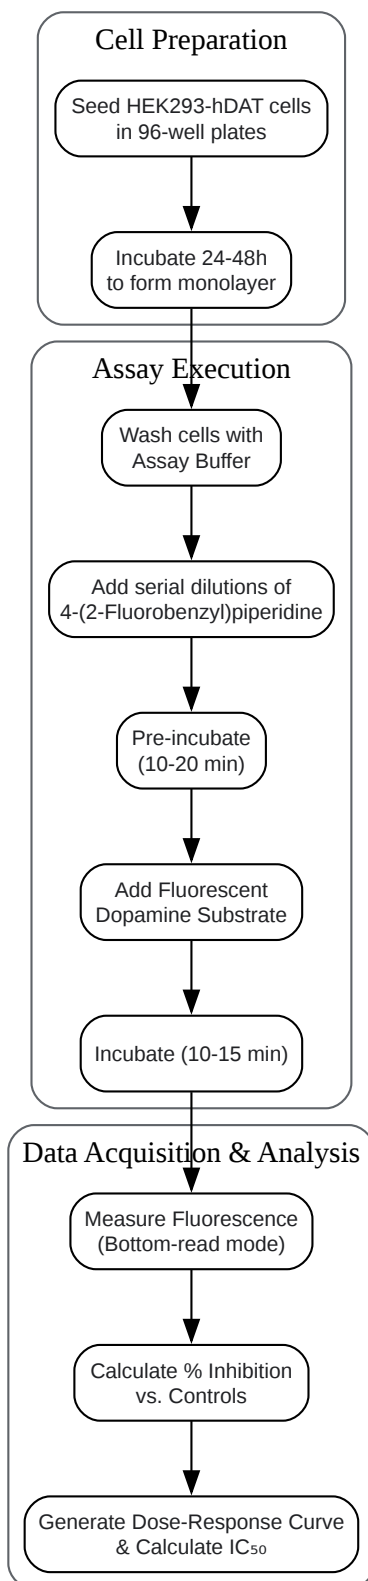 Cell Preparation
Seed HEK293-hDAT cells
in 96-well plates
Incubate 24-48h
to form monolayer
Assay Execution
Wash cells with
Assay Buffer
Add serial dilutions of
4-(2-Fluorobenzyl)piperidine
Pre-incubate
(10-20 min)
Add Fluorescent
Dopamine Substrate
Incubate (10-15 min)
Data Acquisition & Analysis
Measure Fluorescence
(Bottom-read mode)
Calculate % Inhibition
vs. Controls
Generate Dose-Response Curve
& Calculate IC₅₀